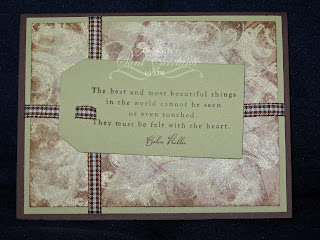 The best and most beautiful things
in the world cannot be seen
or even touched.
They must be felt with the heart.
Helen Keller